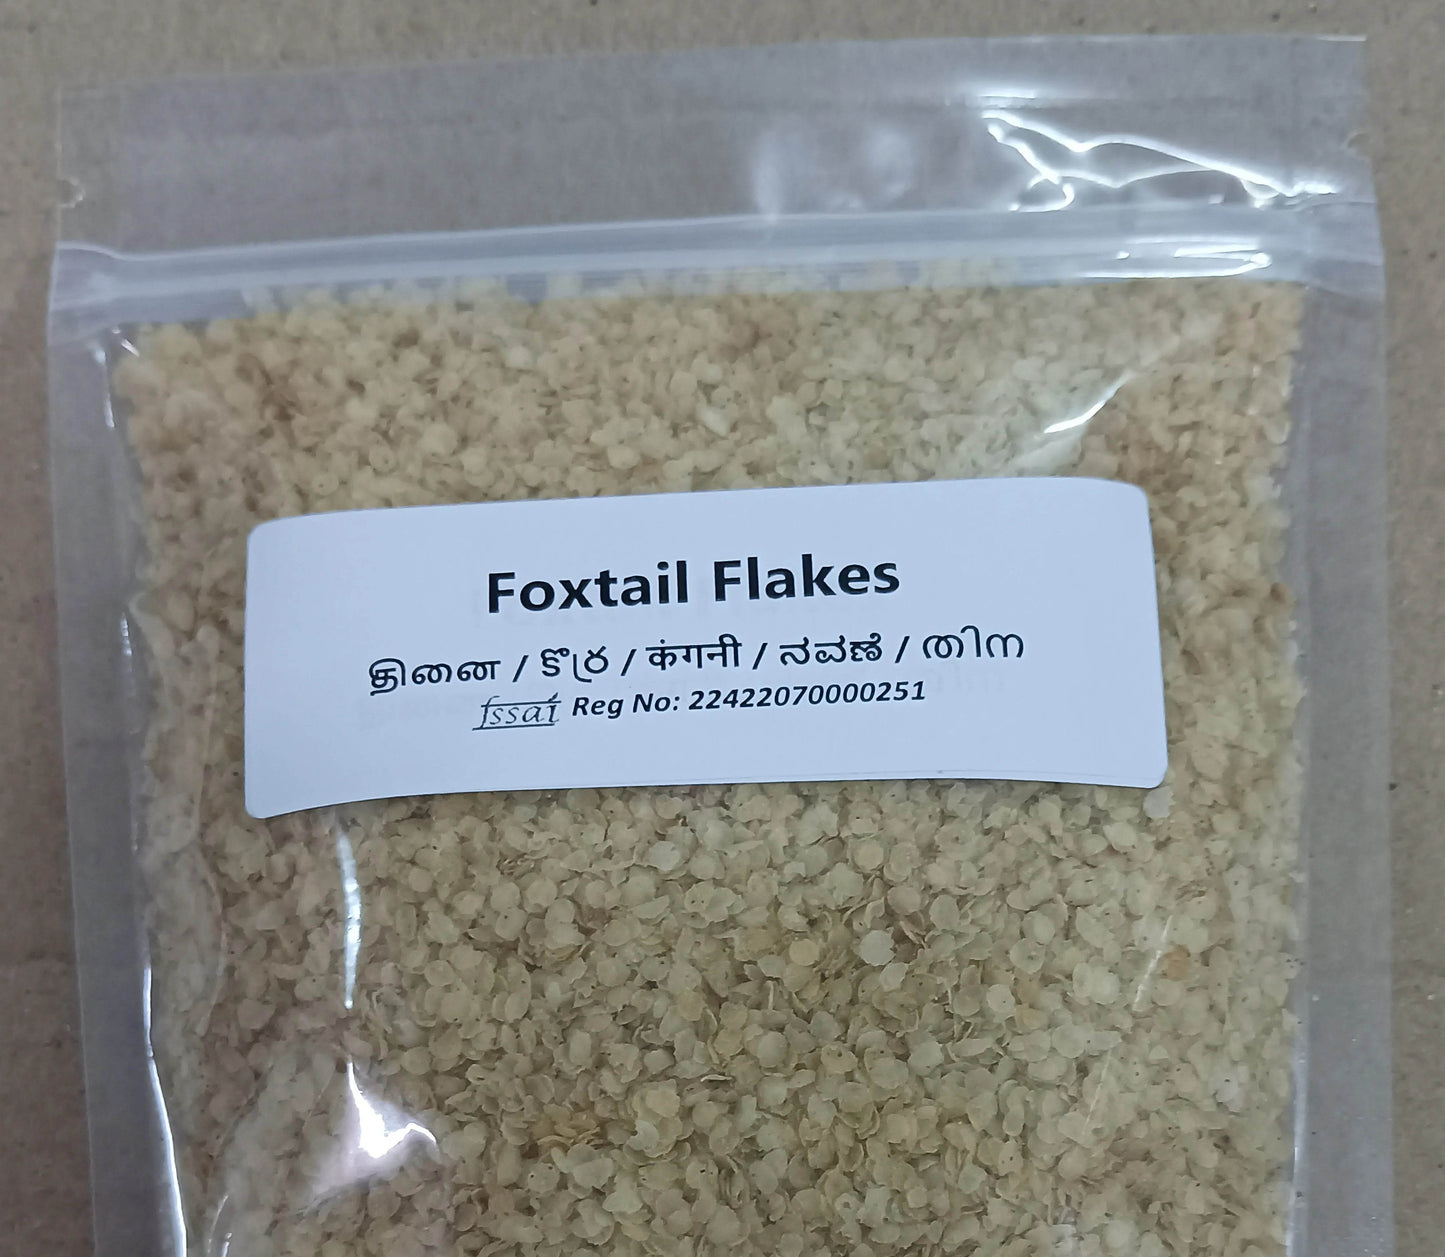 Foxtail Flakes
தினை / కొర్ర / कंगनी / ನವಣೆ / തിന
fssai Reg No: 22422070000251